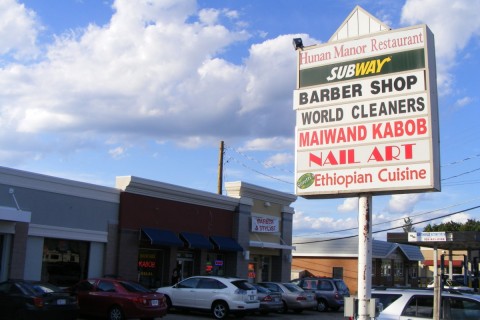 Hunan Manor Restaurant
SUBWAY
BARBER SHOP
WORLD CLEANERS
MAIWAND KABOB
NAIL ART
Ethiopian Cuisine